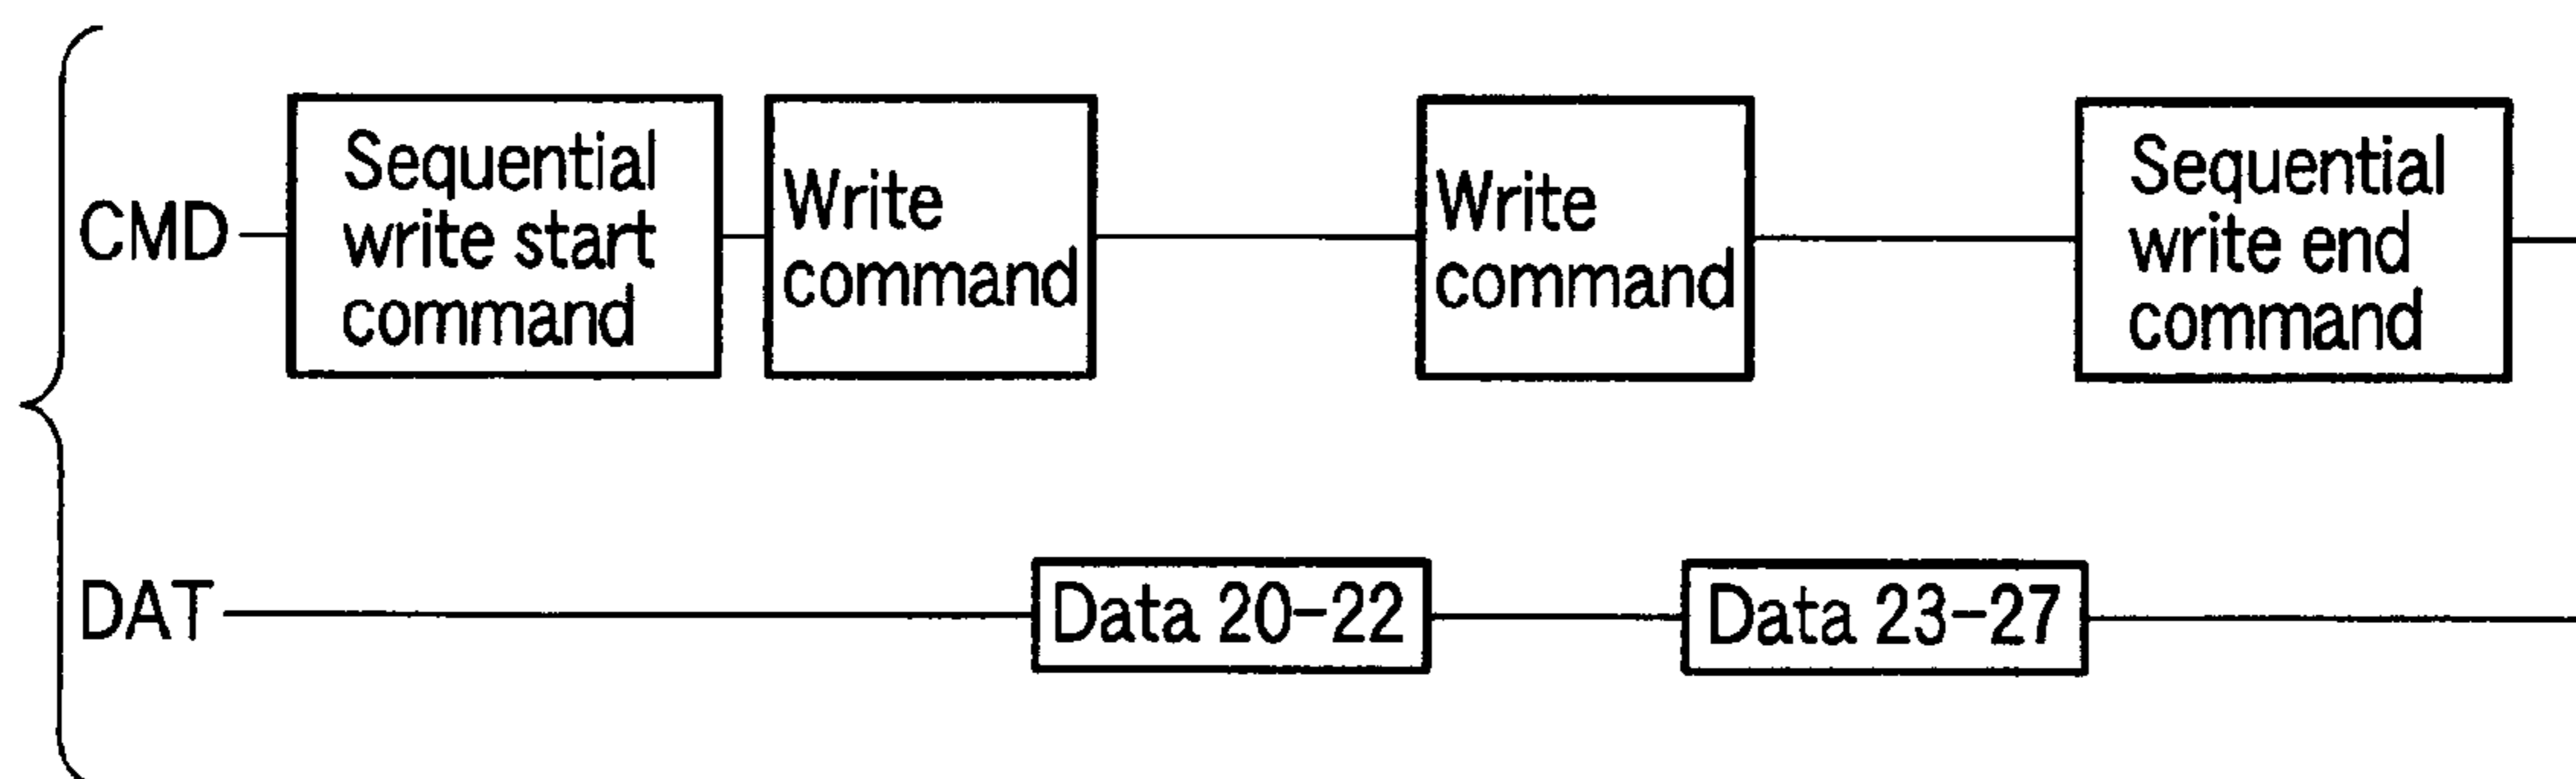 CMD
Sequential
write start
command
Write
command
Write
command
Sequential
write end
command
DAT
Data 20-22
Data 23-27